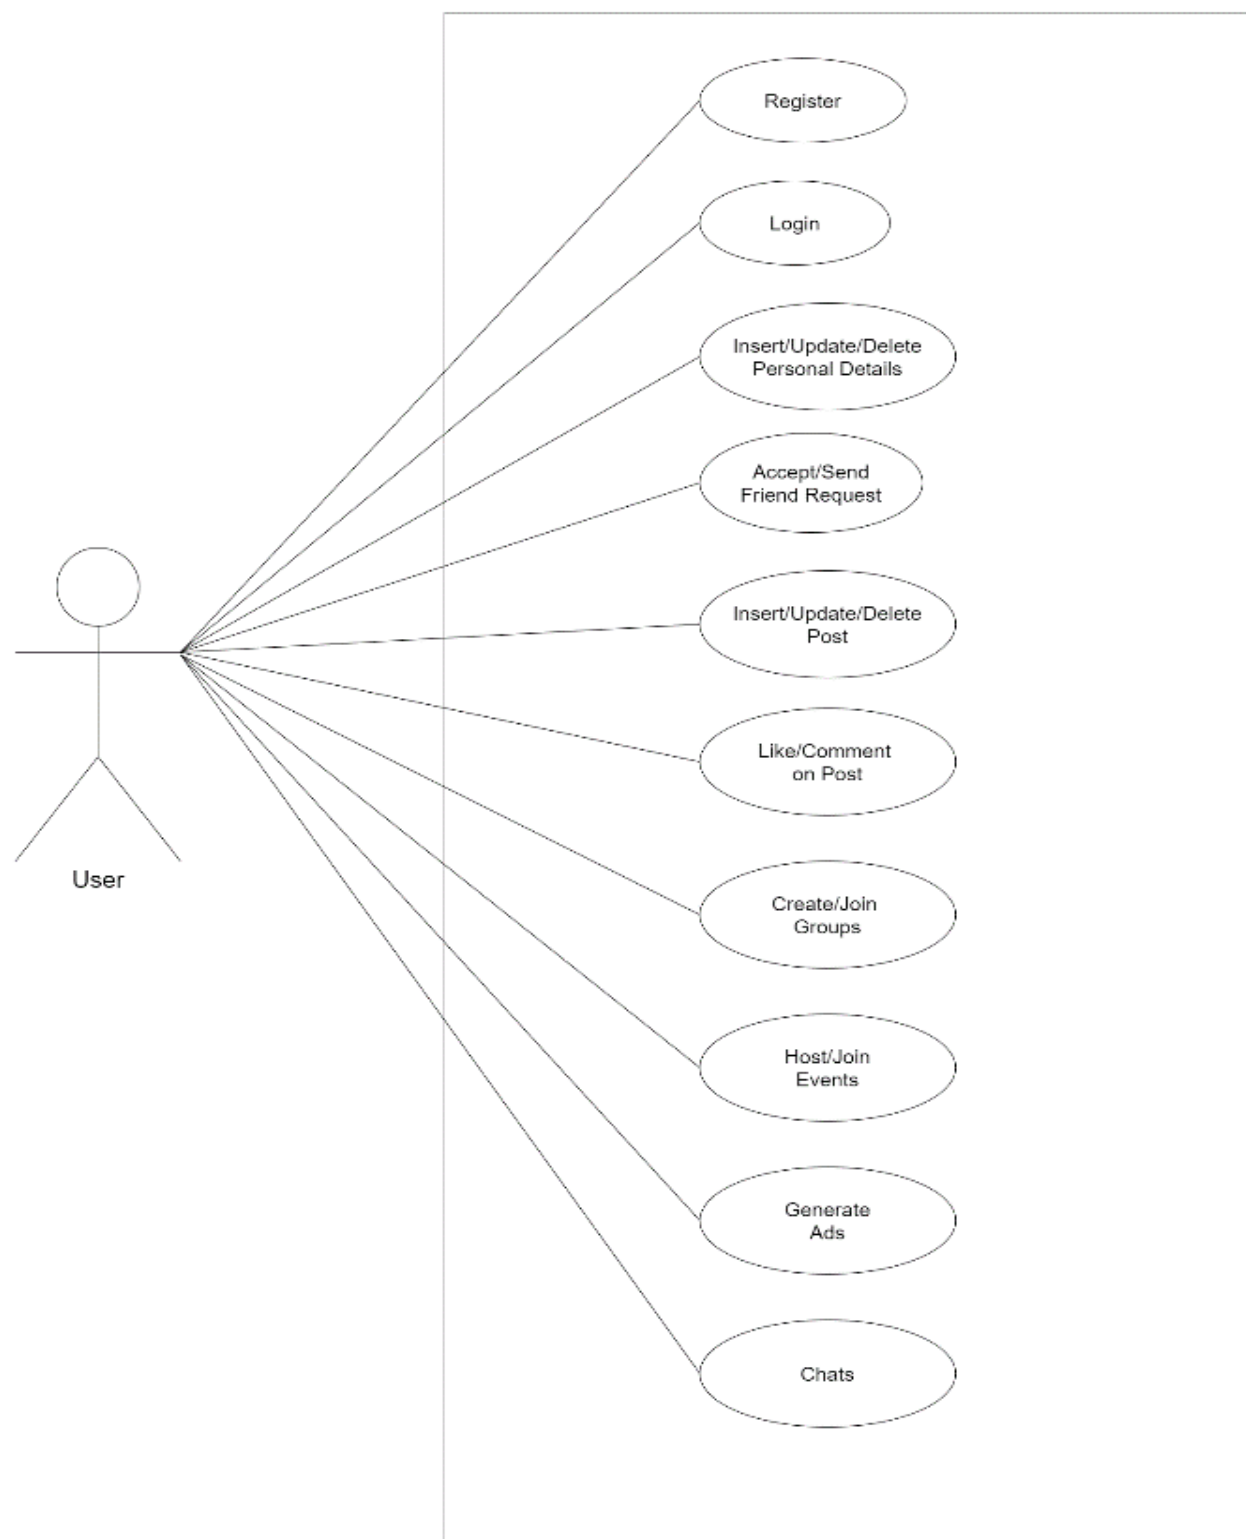 Register
Login
Insert/Update/Delete
Personal Details
Accept/Send
Friend Request
Insert/Update/Delete
Post
Like/Comment
on Post
User
Create/Join
Groups
Host/Join
Events
Generate
Ads
Chats